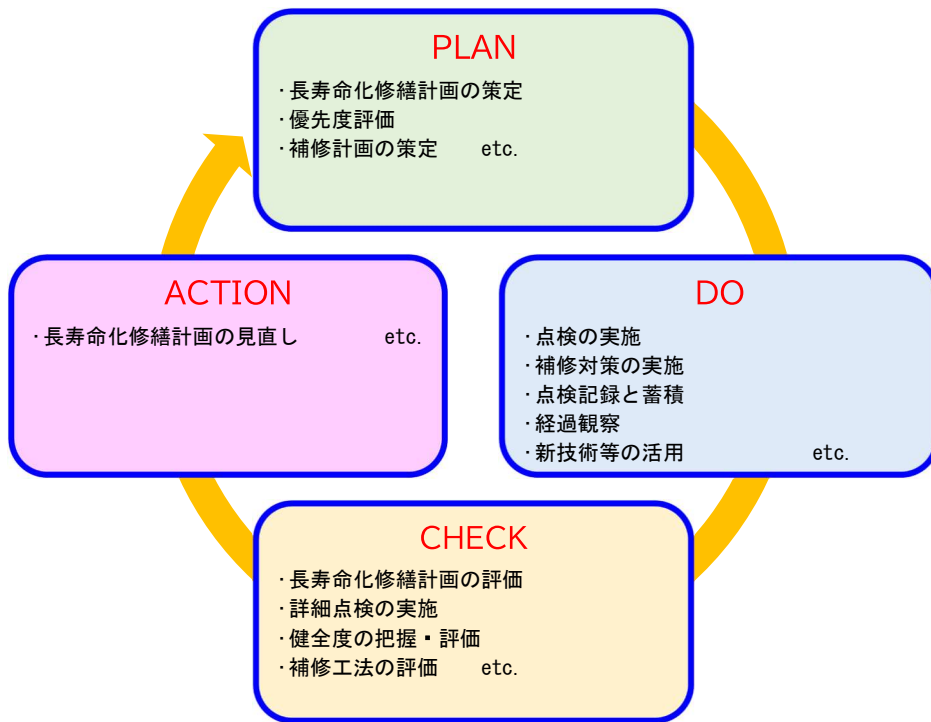 PLAN
・長寿命化修繕計画の策定
・優先度評価
・補修計画の策定　etc.
ACTION
・長寿命化修繕計画の見直し　etc.
DO
・点検の実施
・補修対策の実施
・点検記録と蓄積
・経過観察
・新技術等の活用　etc.
CHECK
・長寿命化修繕計画の評価
・詳細点検の実施
・健全度の把握・評価
・補修工法の評価　etc.